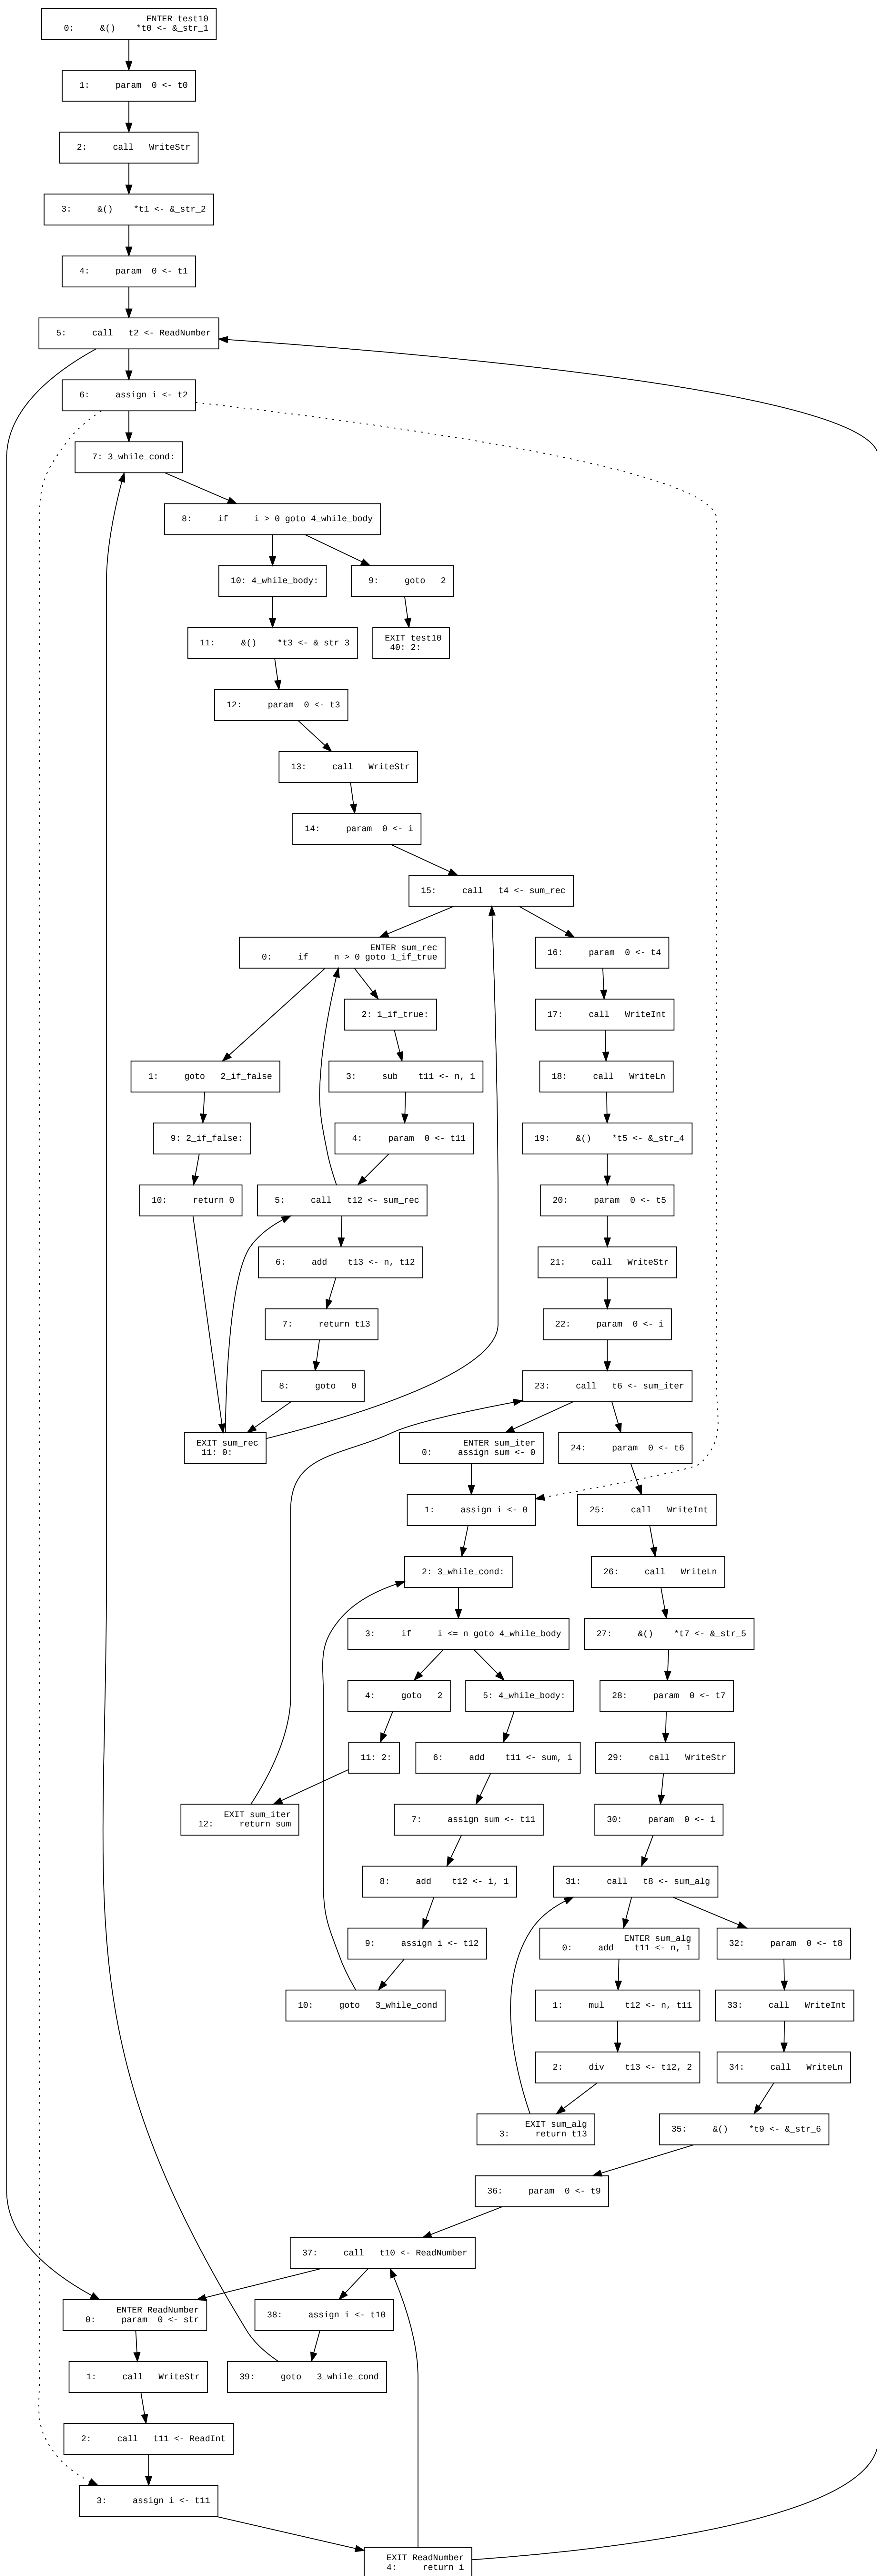 ENTER test10
0: &() *t0 <- &_str_1
1: param 0 <- t0
2: call WriteStr
3: &() *t1 <- &_str_2
4: param 0 <- t1
5: call t2 <- ReadNumber
6: assign i <- t2
7: 3_while_cond:
8: if i > 0 goto 4_while_body
10: 4_while_body:
9: goto 2
11: &() *t3 <- &_str_3
EXIT test10
40: 2:
12: param 0 <- t3
13: call WriteStr
14: param 0 <- i
15: call t4 <- sum_rec
ENTER sum_rec
0: if n > 0 goto 1_if_true
16: param 0 <- t4
2: 1_if_true:
17: call WriteInt
1: goto 2_if_false
3: sub t11 <- n, 1
18: call WriteLn
9: 2_if_false:
4: param 0 <- t11
19: &() *t5 <- &_str_4
10: return 0
5: call t12 <- sum_rec
20: param 0 <- t5
6: add t13 <- n, t12
21: call WriteStr
7: return t13
22: param 0 <- i
8: goto 0
23: call t6 <- sum_iter
EXIT sum_rec
11: 0:
ENTER sum_iter
0: assign sum <- 0
24: param 0 <- t6
1: assign i <- 0
25: call WriteInt
2: 3_while_cond:
26: call WriteLn
3: if i <= n goto 4_while_body
27: &() *t7 <- &_str_5
4: goto 2
5: 4_while_body:
28: param 0 <- t7
11: 2:
6: add t11 <- sum, i
29: call WriteStr
EXIT sum_iter
12: return sum
7: assign sum <- t11
30: param 0 <- i
8: add t12 <- i, 1
31: call t8 <- sum_alg
9: assign i <- t12
ENTER sum_alg
0: add t11 <- n, 1
32: param 0 <- t8
10: goto 3_while_cond
1: mul t12 <- n, t11
33: call WriteInt
2: div t13 <- t12, 2
34: call WriteLn
EXIT sum_alg
3: return t13
35: &() *t9 <- &_str_6
36: param 0 <- t9
37: call t10 <- ReadNumber
ENTER ReadNumber
0: param 0 <- str
38: assign i <- t10
1: call WriteStr
39: goto 3_while_cond
2: call t11 <- ReadInt
3: assign i <- t11
EXIT ReadNumber
4: return i